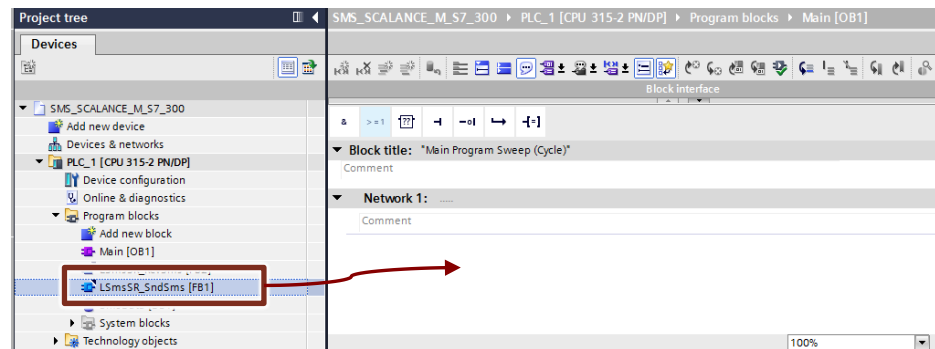 Project tree
SMS_SCALANCE_M_S7_300 ▸ PLC_1 [CPU 315-2 PN/DP] ▸ Program blocks ▸ Main [OB1]
Devices
Block interface
SMS_SCALANCE_M_S7_300
Add new device
Devices & networks
PLC_1 [CPU 315-2 PN/DP]
Device configuration
Online & diagnostics
Program blocks
Add new block
Main [OB1]
LSmsSR_SndSms [FB1]
System blocks
Technology objects
& >=1 ??
Block title: "Main Program Sweep (Cycle)"
Comment
Network 1: .....
Comment
100%